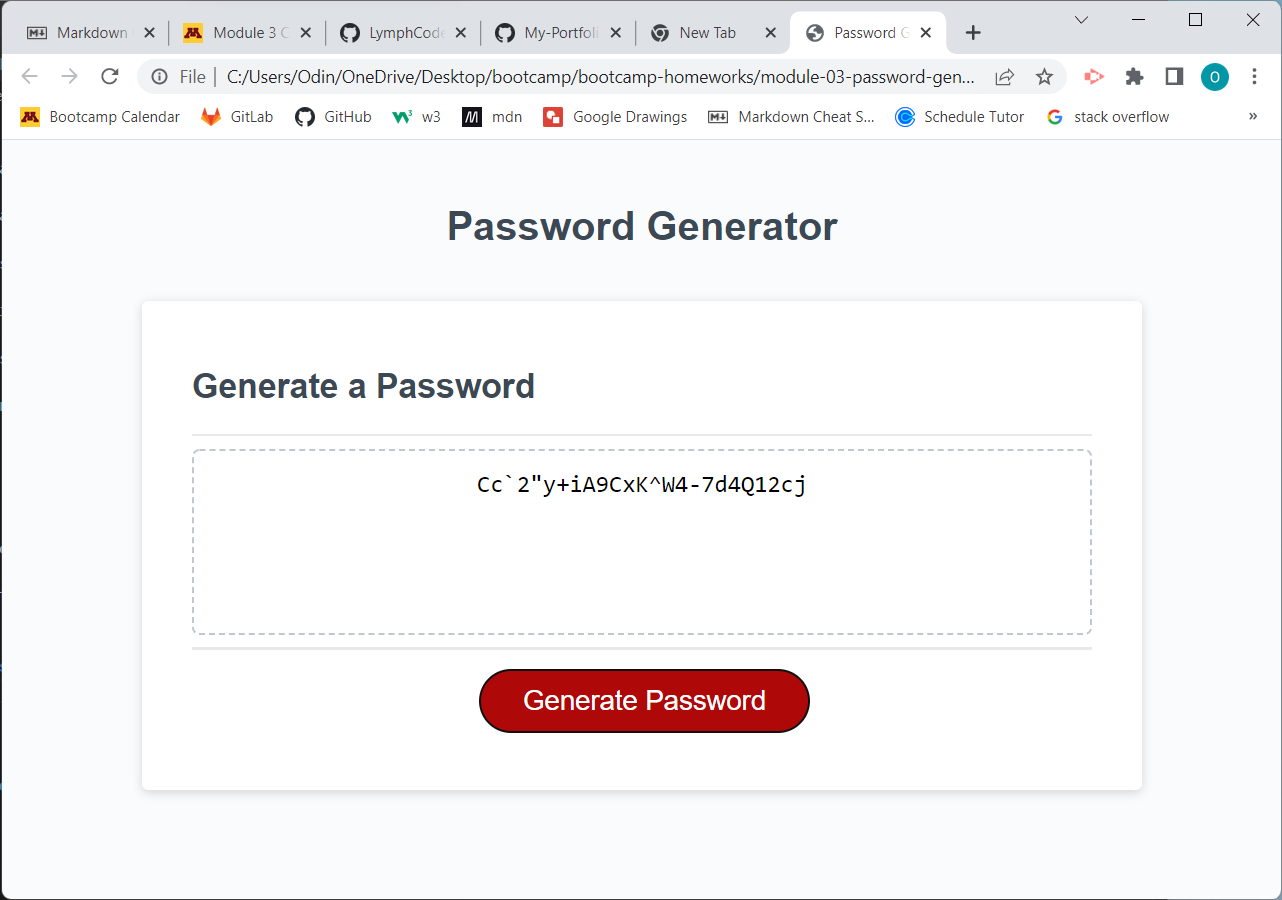 Markdown
Module 3 C
LymphCode
My-Portfoli
New Tab
Password G
File
C:/Users/Odin/OneDrive/Desktop/bootcamp/bootcamp-homeworks/module-03-password-gen...
O
Bootcamp Calendar
GitLab
GitHub
w3
mdn
Google Drawings
Markdown Cheat S...
Schedule Tutor
stack overflow
»
Password Generator
Generate a Password
Cc`2"y+iA9CxK^W4-7d4Q12cj
Generate Password